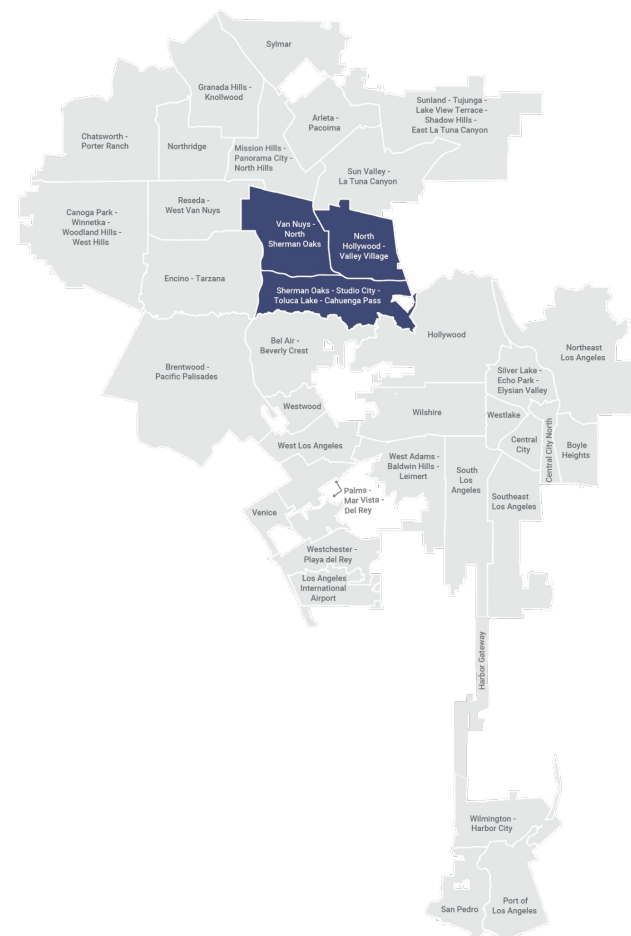 Sylmar
Granada Hills -
Knollwood
Sunland - Tujunga -
Lake View Terrace -
Shadow Hills -
East La Tuna Canyon
Arleta -
Pacoima
Chatsworth -
Porter Ranch
Northridge
Mission Hills -
Panorama City -
North Hills
Sun Valley -
La Tuna Canyon
Canoga Park -
Winnetka -
Woodland Hills -
West Hills
Reseda -
West Van Nuys
Van Nuys -
North
Sherman Oaks
North
Hollywood -
Valley Village
Encino - Tarzana
Sherman Oaks - Studio City -
Toluca Lake - Cahuenga Pass
Hollywood
Bel Air -
Beverly Crest
Northeast
Los Angeles
Brentwood -
Pacific Palisades
Silver Lake -
Echo Park -
Elysian Valley
Westwood
Wilshire
Westlake
West Los Angeles
Central
City
Central City North
Boyle
Heights
West Adams -
Baldwin Hills -
Leimert
South
Los
Angeles
Southeast
Los Angeles
Palms -
Mar Vista -
Del Rey
Venice
Westchester -
Playa del Rey
Los Angeles
International
Airport
Harbor Gateway
Wilmington -
Harbor City
San Pedro
Port of
Los Angeles